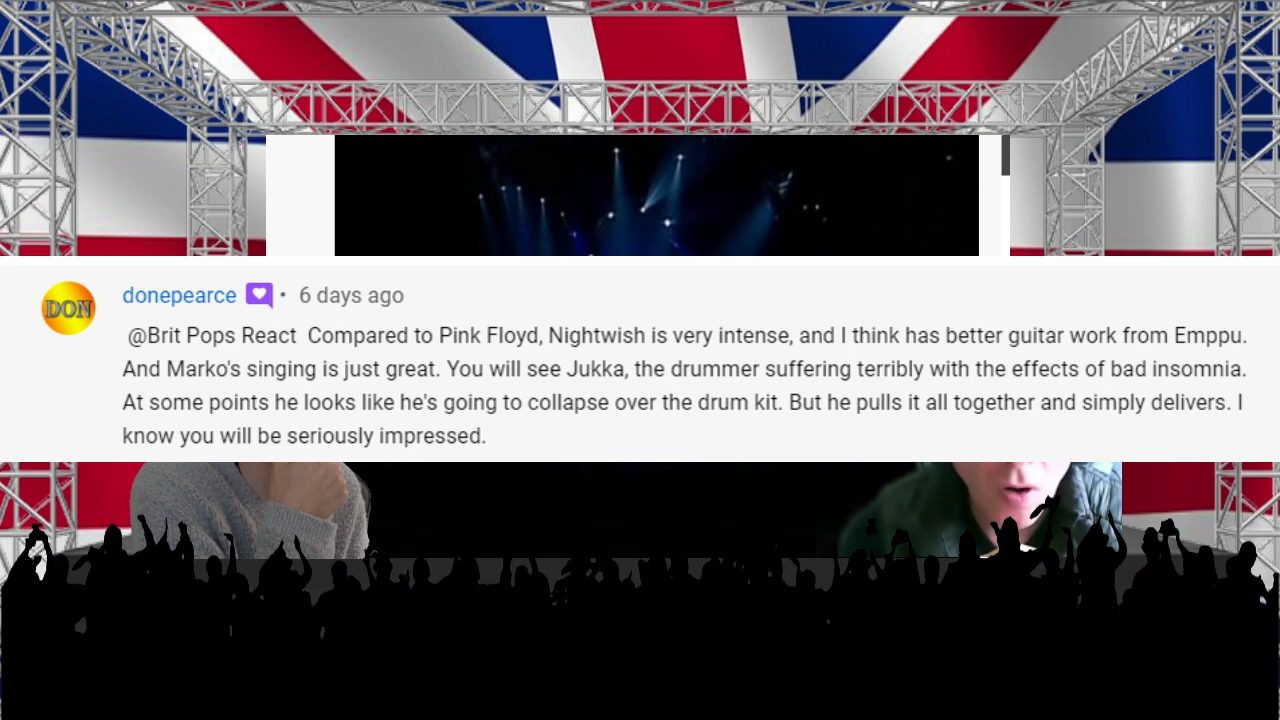 DON
donepearce • 6 days ago
@Brit Pops React Compared to Pink Floyd, Nightwish is very intense, and I think has better guitar work from Emppu.
And Marko's singing is just great. You will see Jukka, the drummer suffering terribly with the effects of bad insomnia.
At some points he looks like he's going to collapse over the drum kit. But he pulls it all together and simply delivers. I
know you will be seriously impressed.